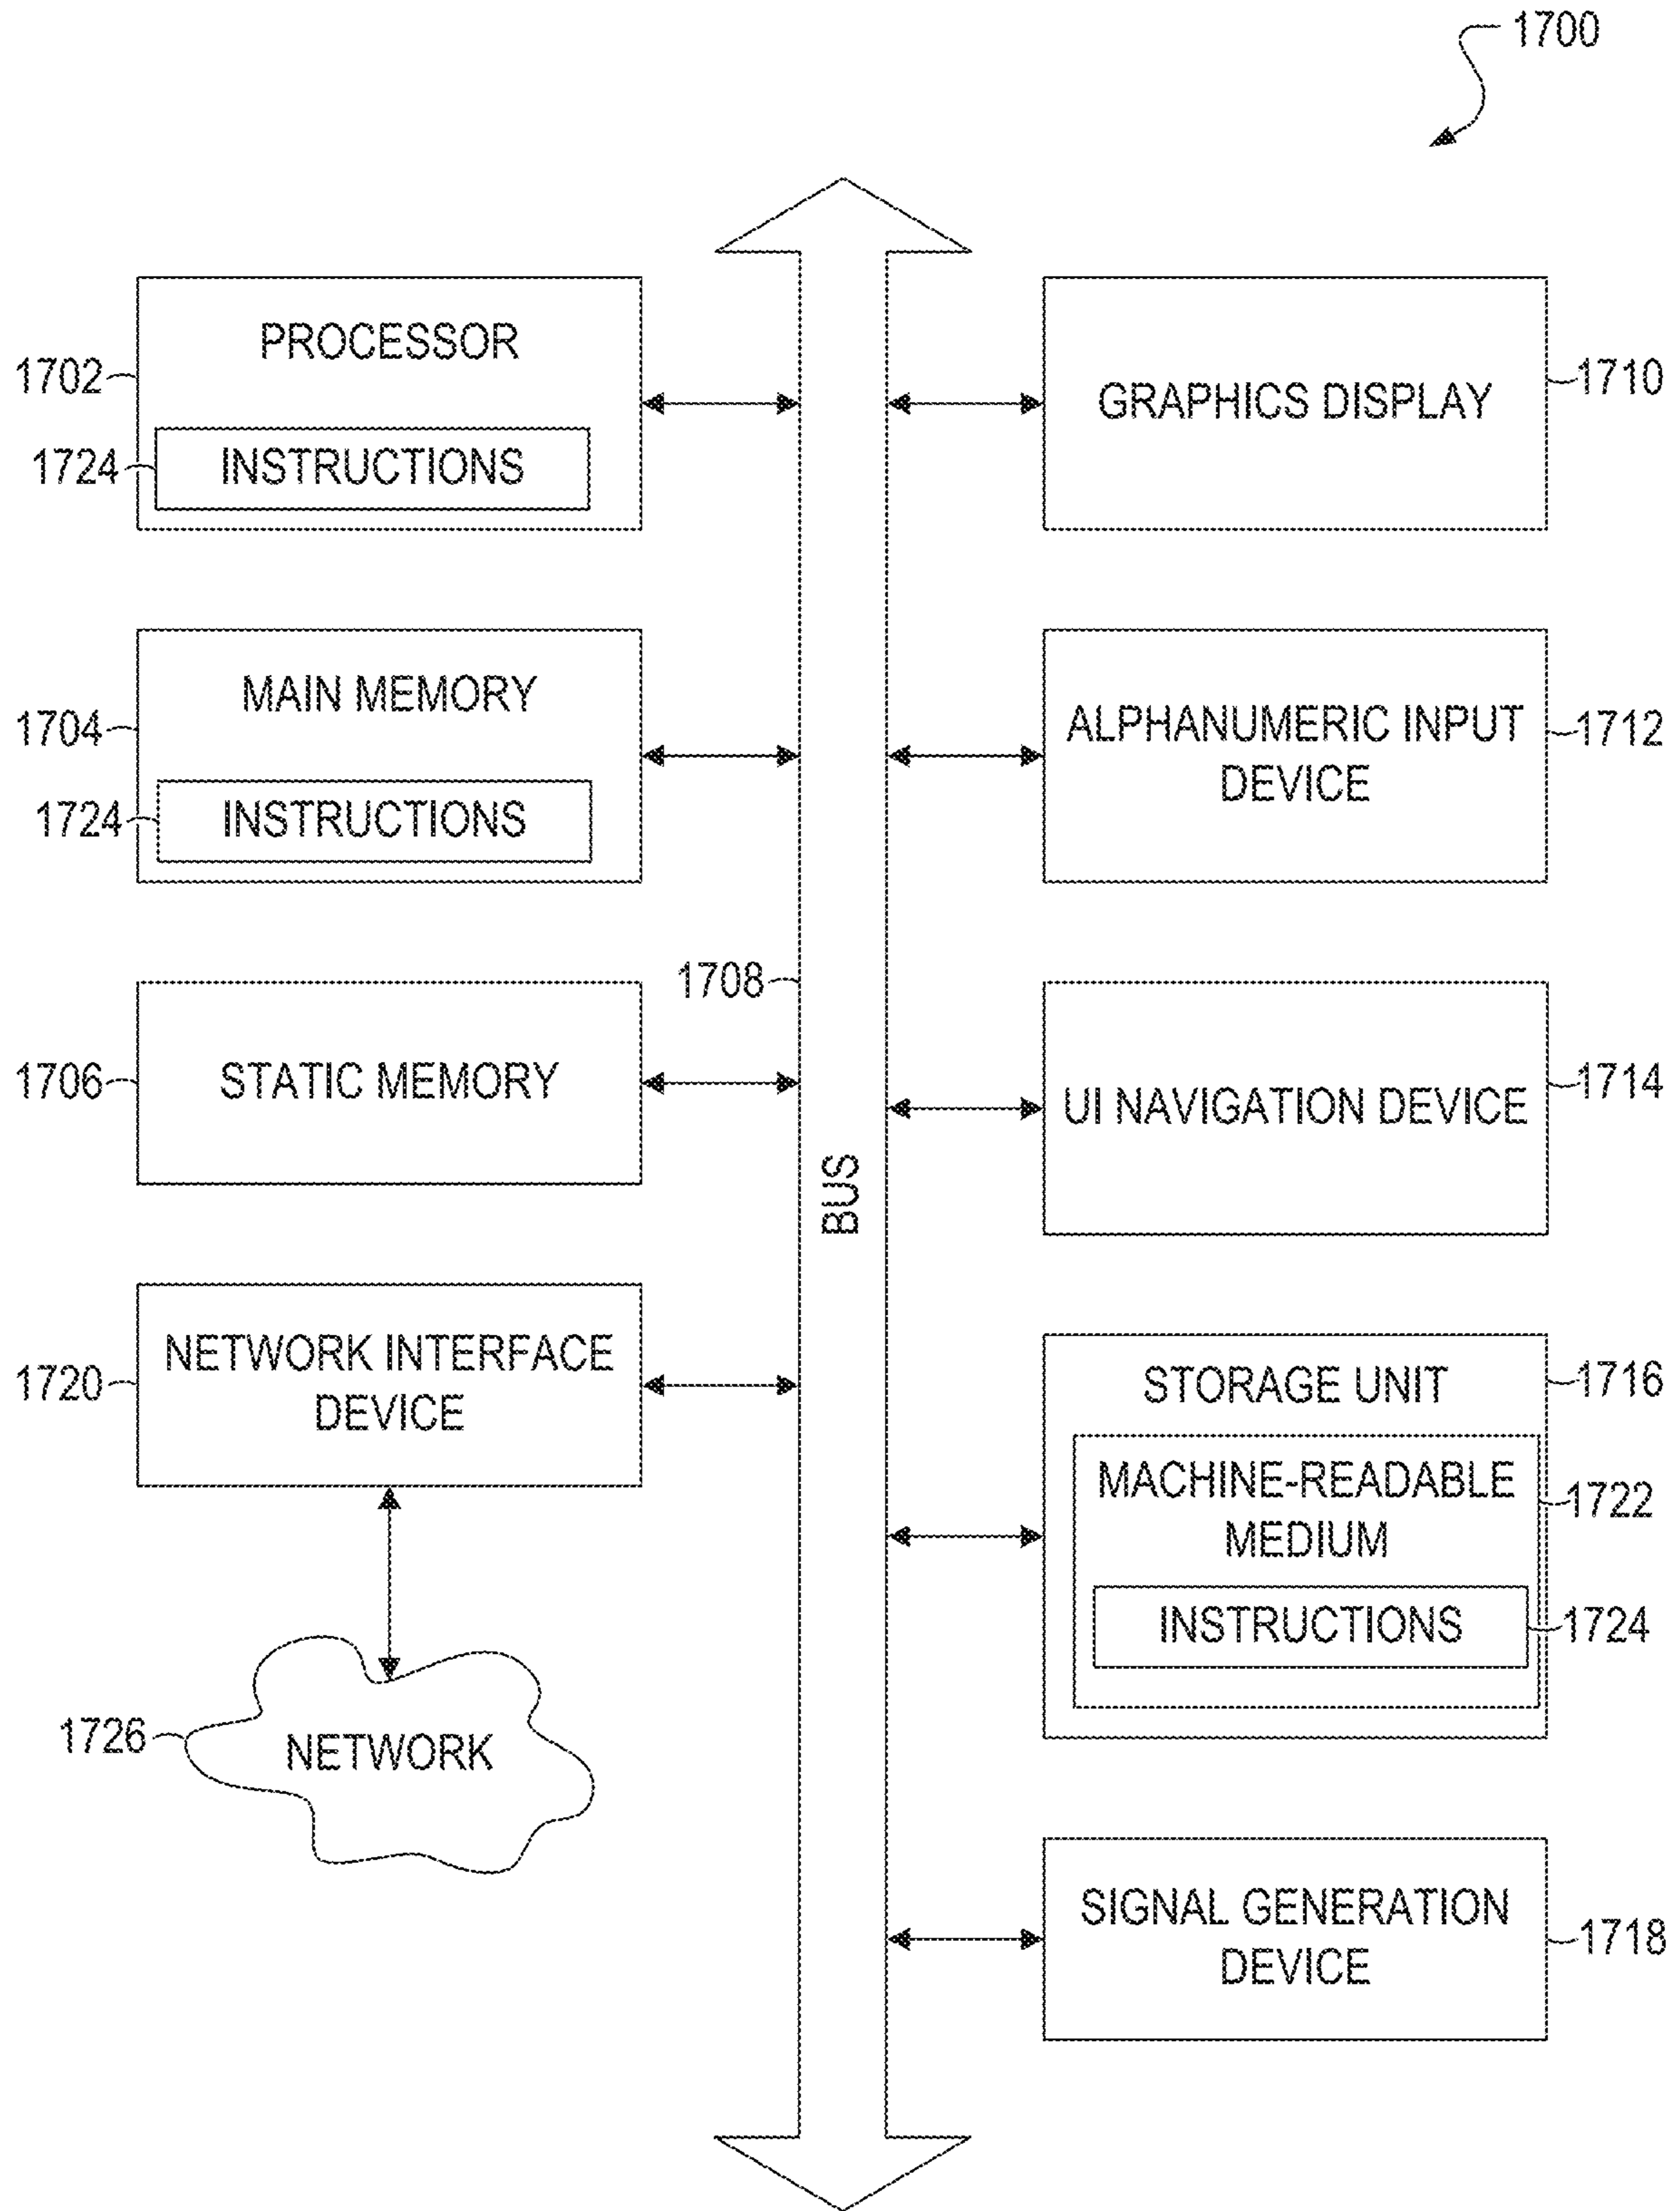 1700
PROCESSOR
1702
1724
INSTRUCTIONS
MAIN MEMORY
1704
1724
INSTRUCTIONS
1708
1706
STATIC MEMORY
BUS
1720
NETWORK INTERFACE
DEVICE
1726
NETWORK
GRAPHICS DISPLAY
1710
ALPHANUMERIC INPUT
DEVICE
1712
UI NAVIGATION DEVICE
1714
STORAGE UNIT
1716
MACHINE-READABLE
MEDIUM
1722
INSTRUCTIONS
1724
SIGNAL GENERATION
DEVICE
1718